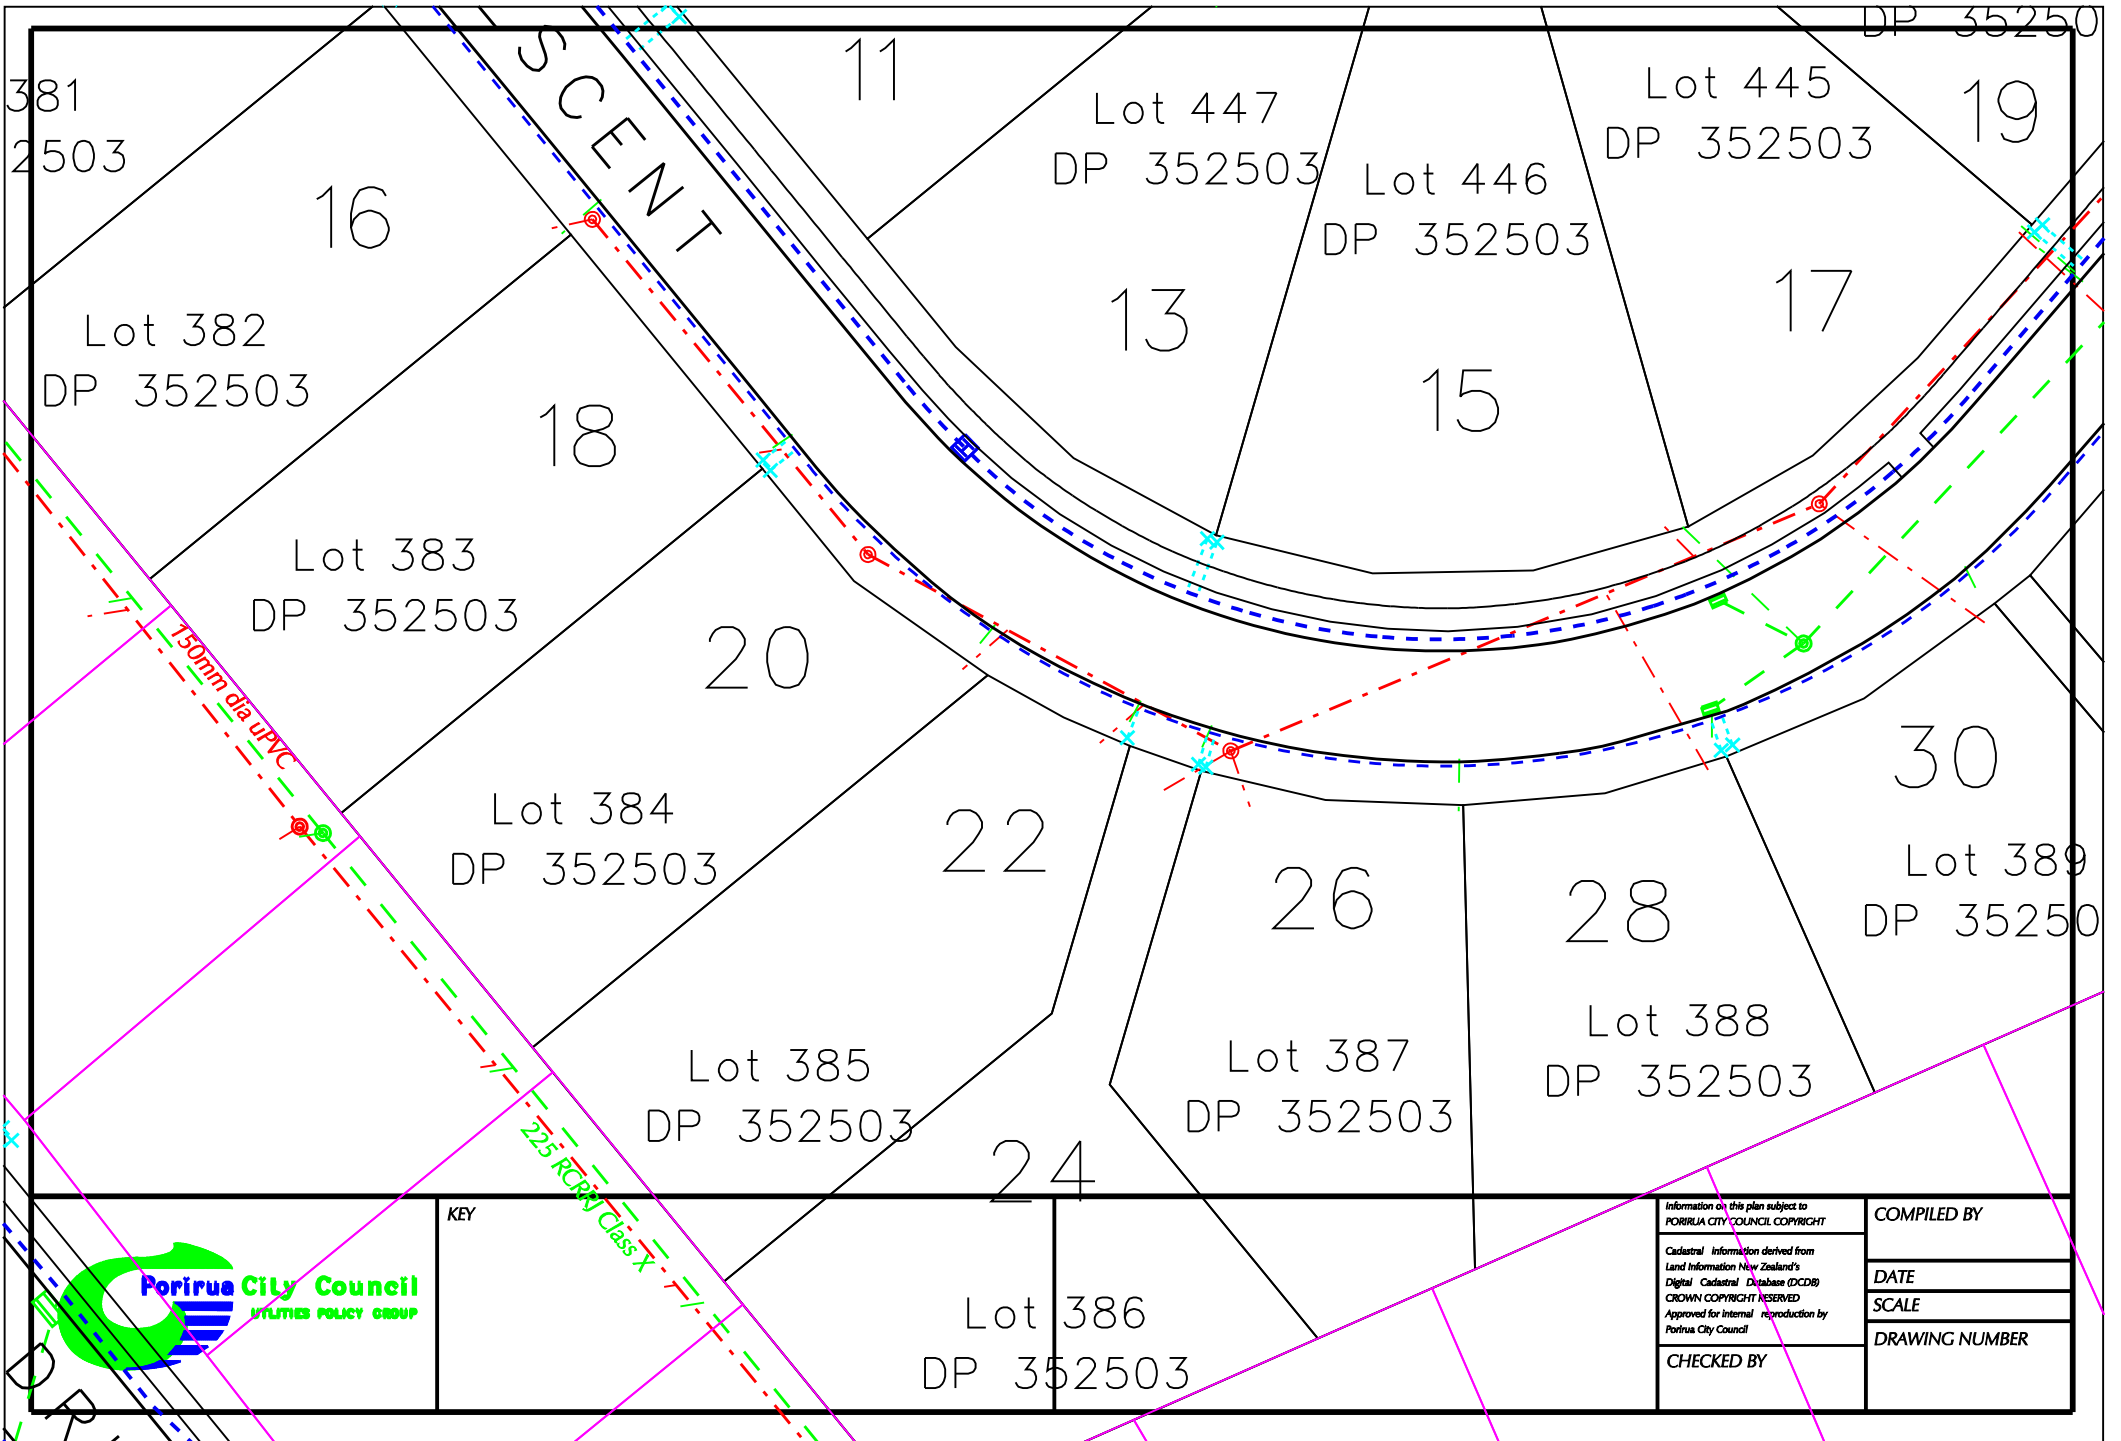 DP 35250
SCENT
11
Lot 447
DP 352503
Lot 445
DP 352503
19
381
2503
16
Lot 446
DP 352503
13
17
15
Lot 382
DP 352503
18
Lot 383
DP 352503
20
150mm dia uPVC
22
30
Lot 384
DP 352503
26
28
Lot 389
DP 35250
Lot 385
DP 352503
24
Lot 387
DP 352503
Lot 388
DP 352503
225 RCRRJ Class X
Lot 386
DP 352503
Porirua City Council
UTILITIES POLICY GROUP
KEY
Information on this plan subject to
PORIRUA CITY COUNCIL COPYRIGHT
Cadastral Information derived from
Land Information New Zealand's
Digital Cadastral Database (DCDB)
CROWN COPYRIGHT RESERVED
Approved for internal reproduction by
Porirua City Council
CHECKED BY
COMPILED BY
DATE
SCALE
DRAWING NUMBER
DR